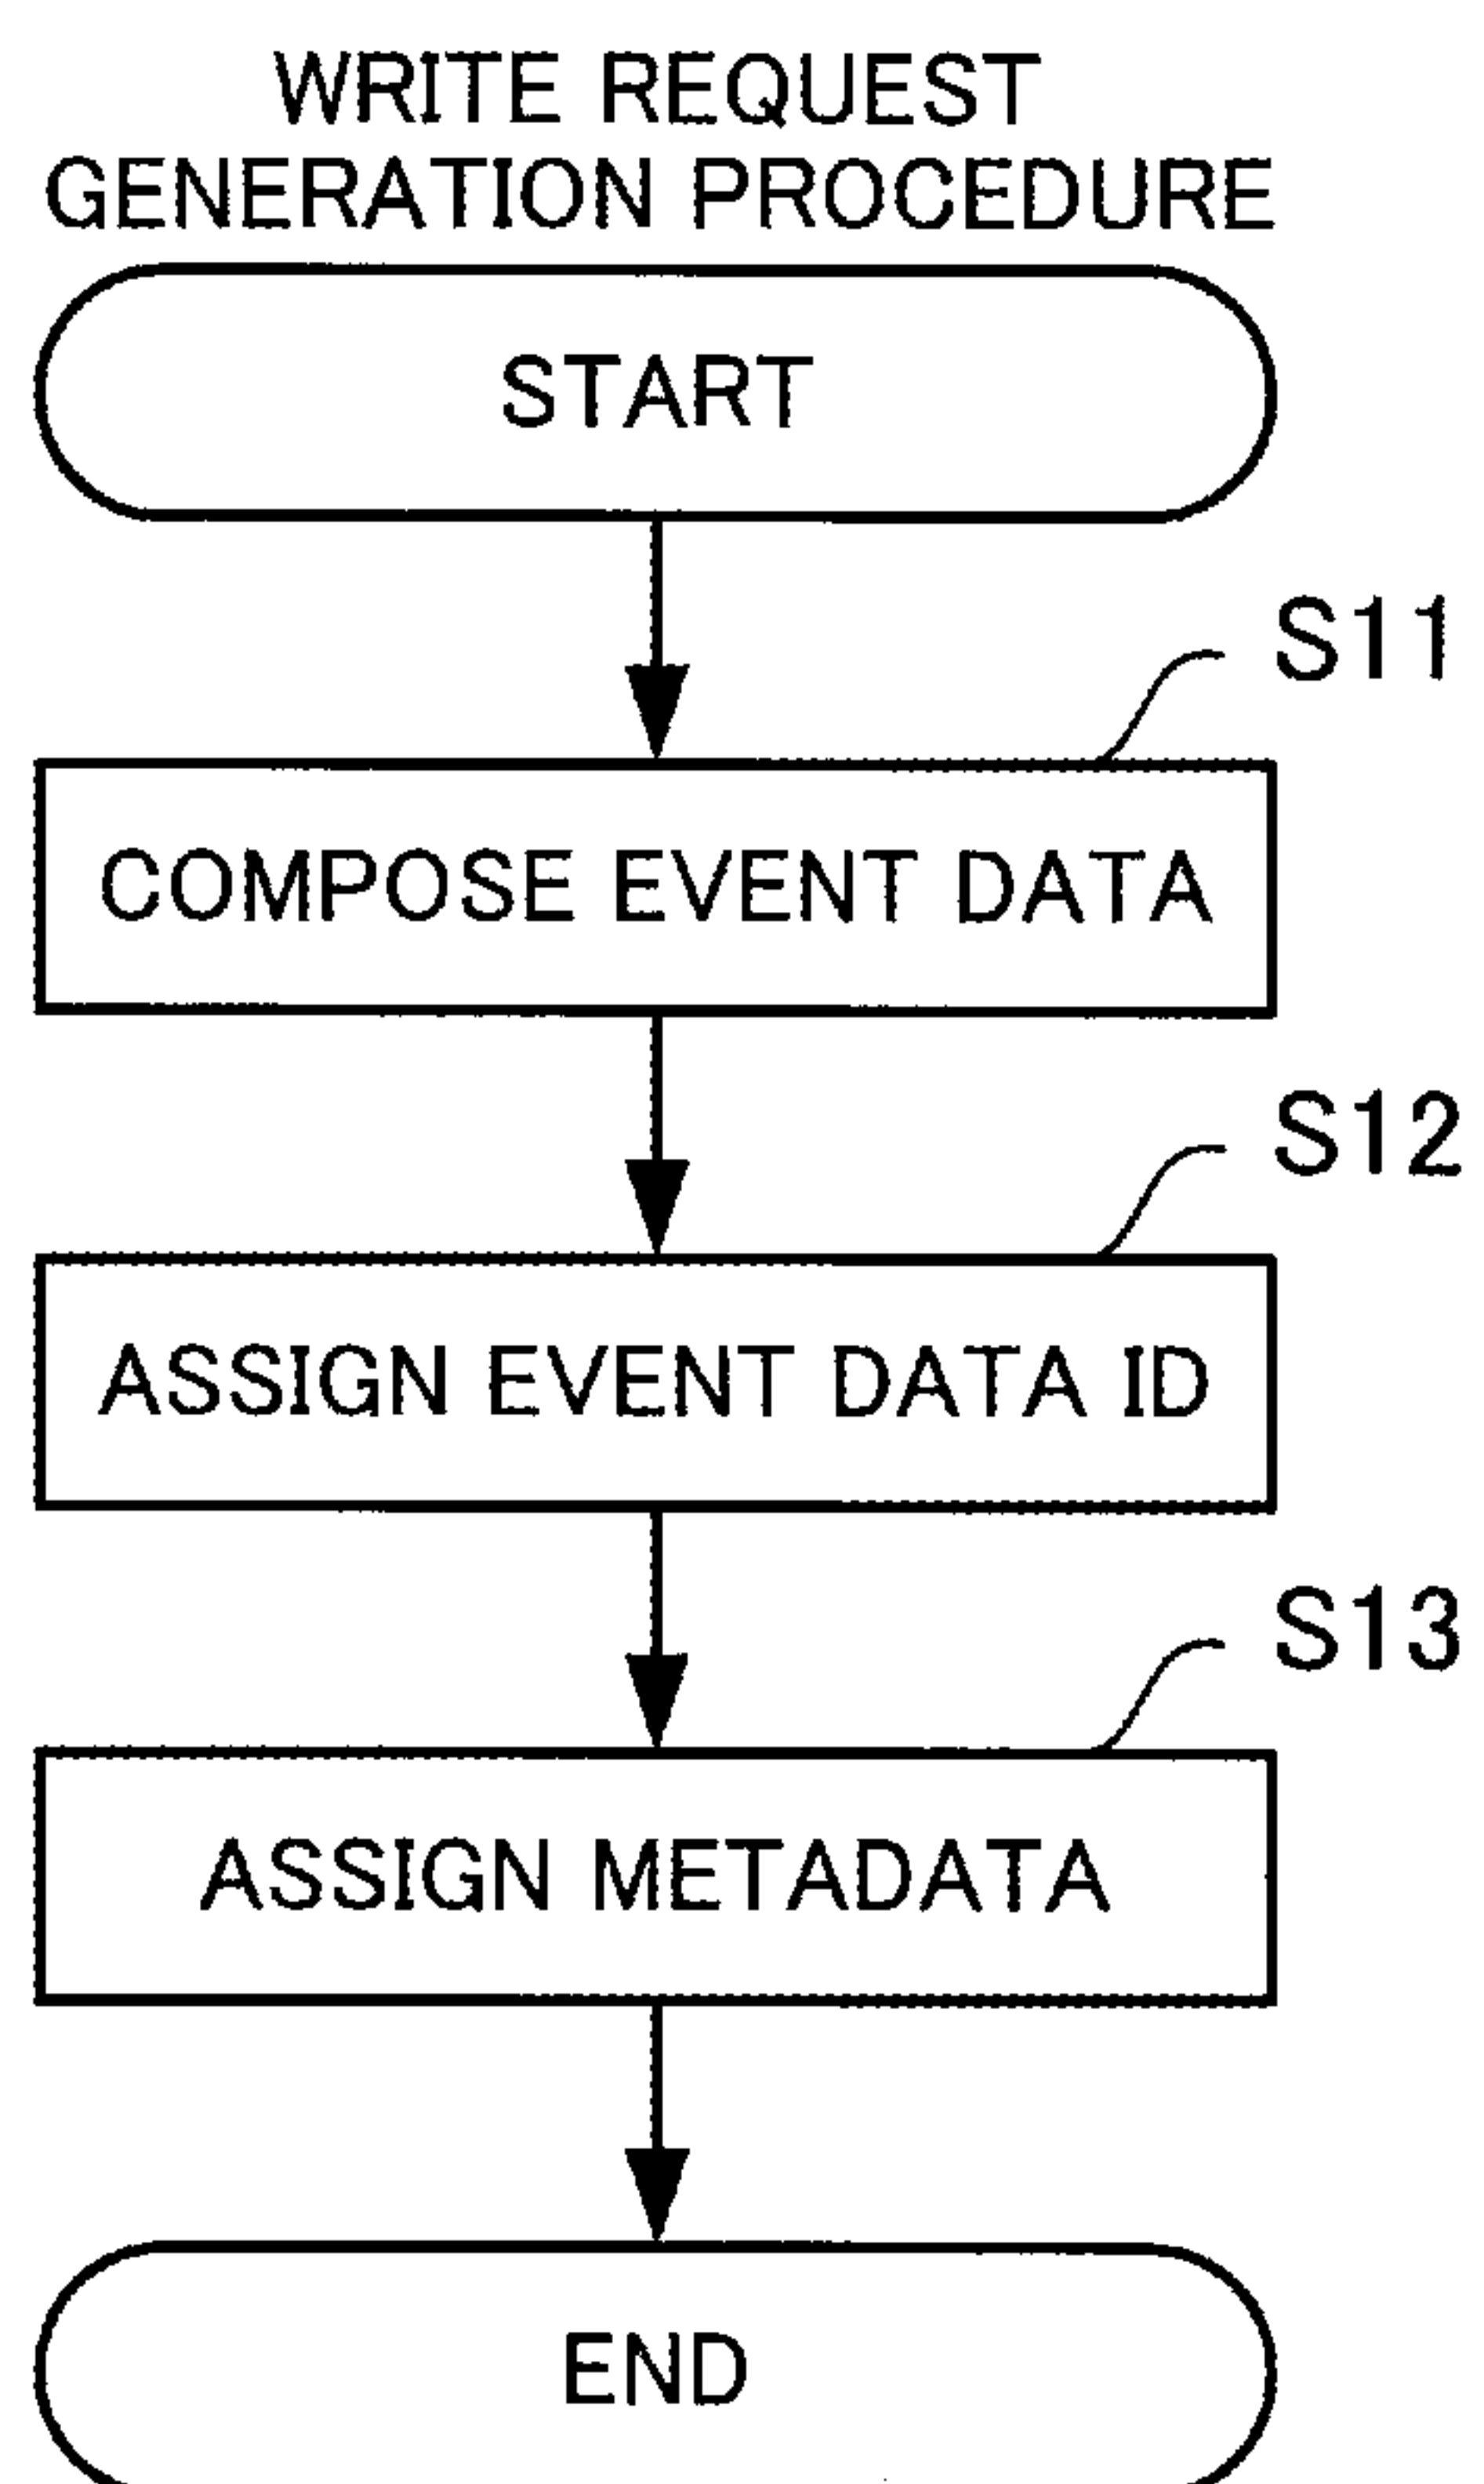 WRITE REQUEST
GENERATION PROCEDURE
START
S11
COMPOSE EVENT DATA
S12
ASSIGN EVENT DATA ID
S13
ASSIGN METADATA
END